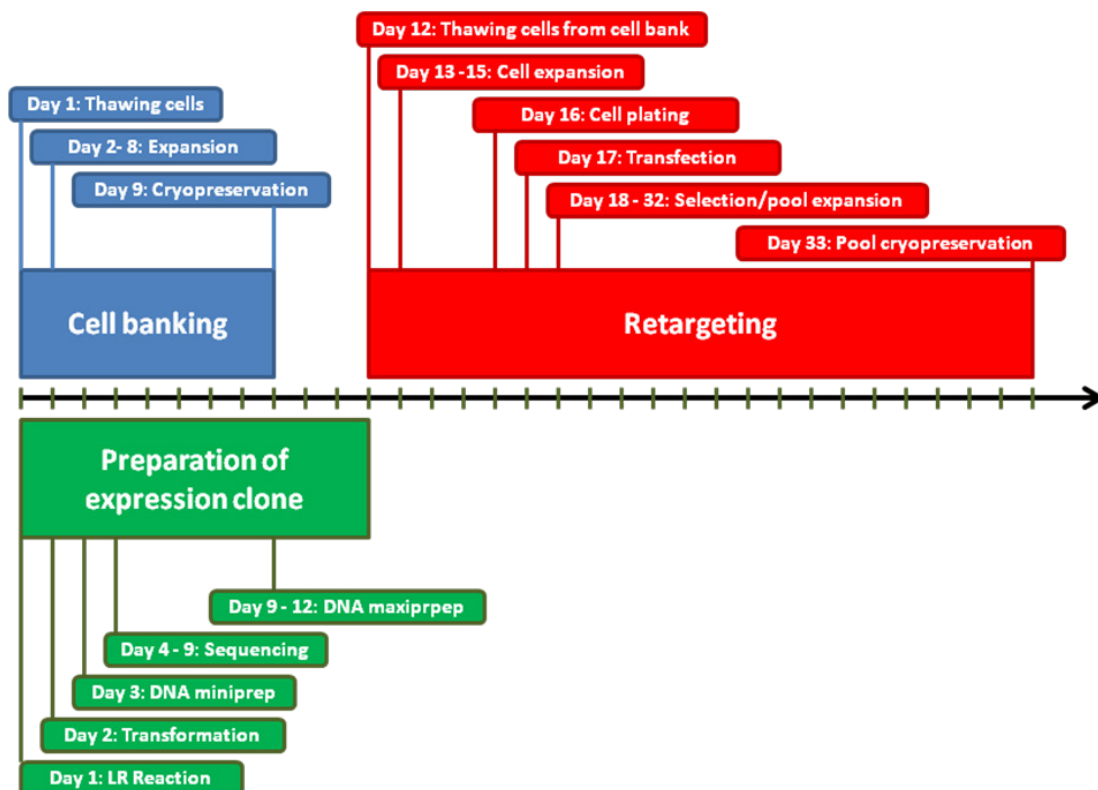 Day 12: Thawing cells from cell bank
Day 13 -15: Cell expansion
Day 1: Thawing cells
Day 16: Cell plating
Day 2- 8: Expansion
Day 17: Transfection
Day 9: Cryopreservation
Day 18 - 32: Selection/pool expansion
Day 33: Pool cryopreservation
Cell banking
Retargeting
Preparation of
expression clone
Day 9 - 12: DNA maxiprpep
Day 4 - 9: Sequencing
Day 3: DNA miniprep
Day 2: Transformation
Day 1: LR Reaction